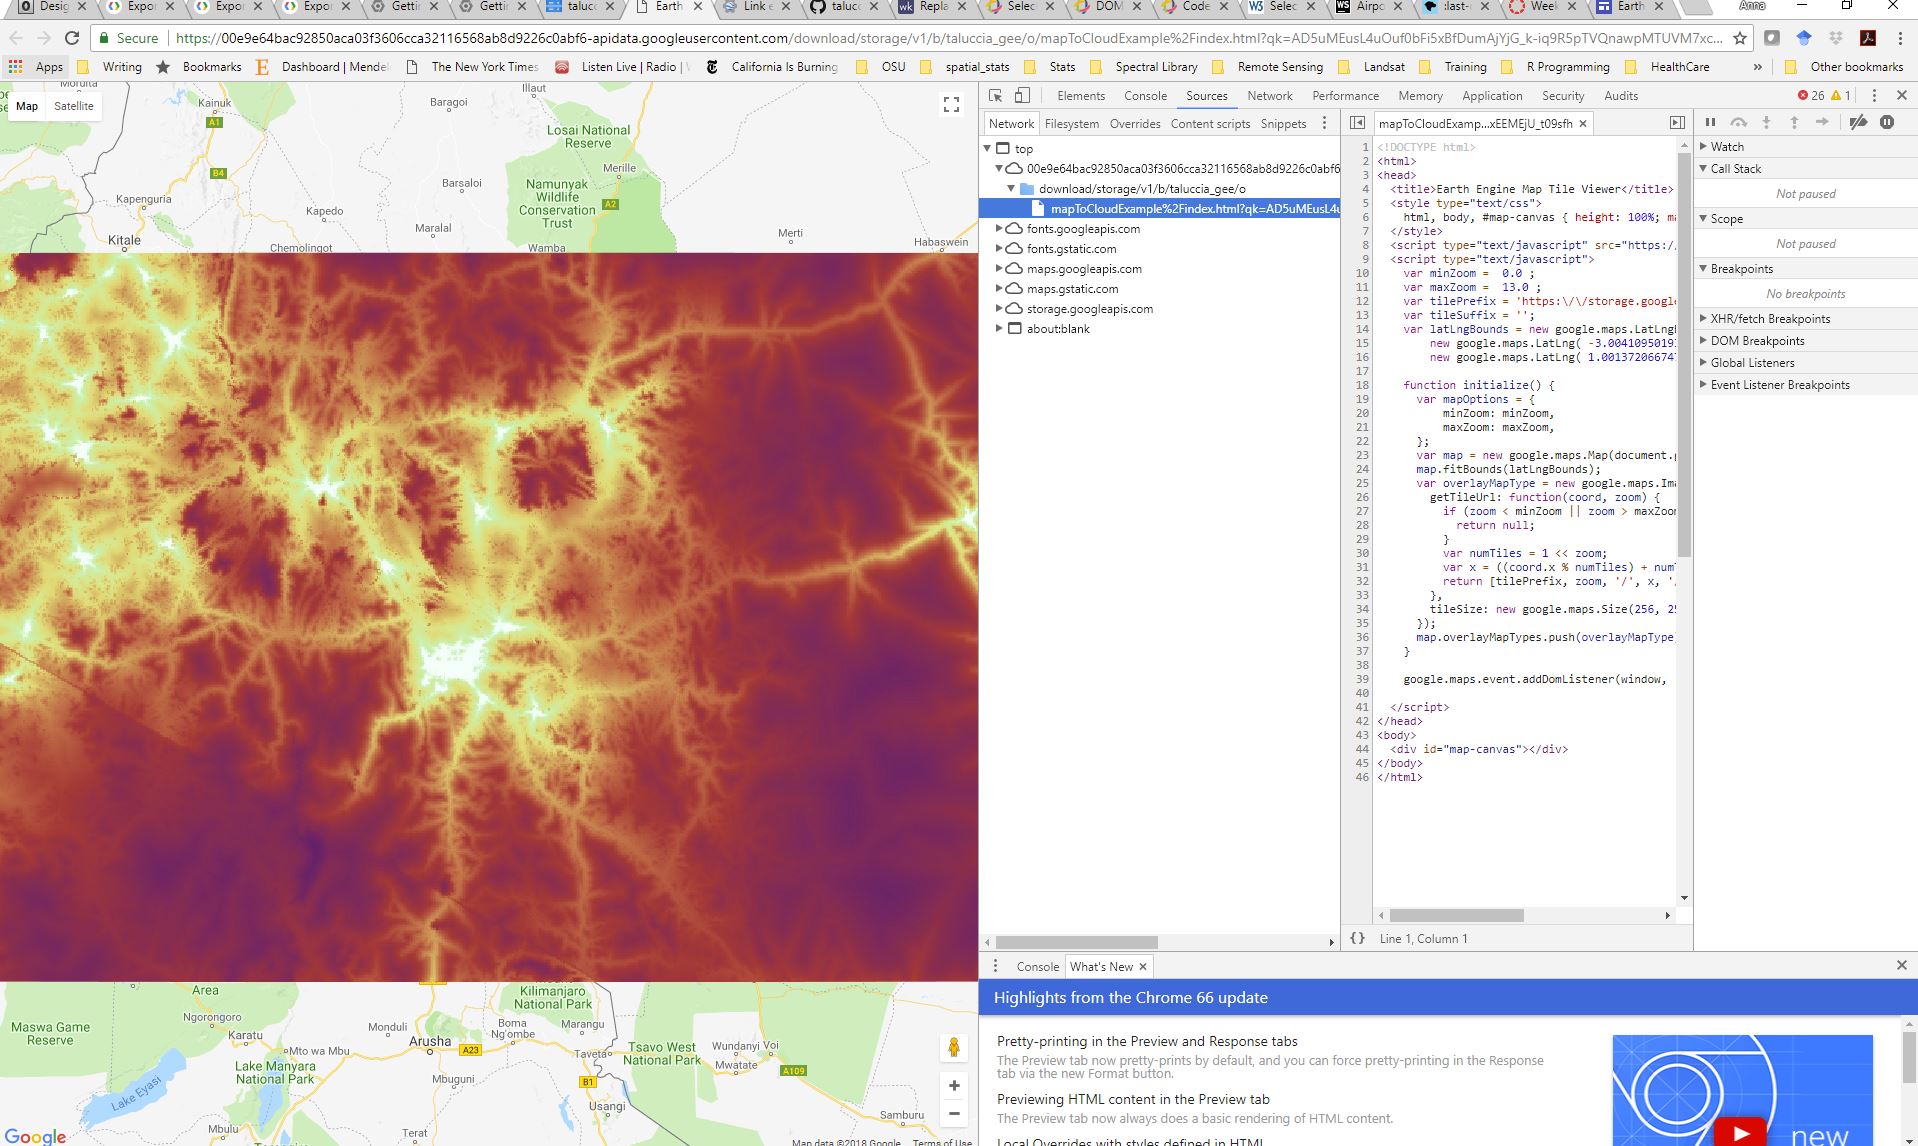 Desig
Expor
Expor
Expor
Gettir
Gettir
talucc
Earth
Link e
talucc
Repla
Select
DOM
Code
Selec
Airpo
:last-
Week
Earth
Anna
Secure https://00e9e64bac92850aca03f3606cca32116568ab8d9226c0abf6-apidata.googleusercontent.com/download/storage/v1/b/taluccia_gee/o/mapToCloudExample%2Findex.html?qk=AD5uMEusL4uOuf0bFi5xBfDumAjYjG_k-iq9R5pTVQnawpMTUVM7xc...
Apps Writing Bookmarks Dashboard | Mendel The New York Times Listen Live | Radio | California Is Burning OSU spatial_stats Stats Spectral Library Remote Sensing Landsat Training R Programming HealthCare » Other bookmarks
Map Satellite
Moruita
Kainuk
A1
Baragoi
Illaut
Losai National
Reserve
Merille
B4
Barsaloi
Namunyak
Wildlife
Conservation
Trust
A2
Kapenguria
Kapedo
Maralal
Merti
Kitale
Chemolingot
Wamba
Habaswein
Area
Ngorongoro
Maswa Game
Reserve
Karatu
Monduli
Kilimanjaro
National Park
Boma
Ng'ombe
Marangu
Arusha
A23
Mto wa Mbu
Taveta
Tsavo West
National Park
Wundanyi
Voi
Mwatate
A109
Lake Manyara
National Park
Lake Eyasi
Mbuguni
B1
Usangi
Mbulu
Terat
Samburu
Google
Map data ©2018 Google Terms of Use
Elements Console Sources Network Performance Memory Application Security Audits 26 1
Network Filesystem Overrides Content scripts Snippets
top
00e9e64bac92850aca03f3606cca32116568ab8d9226c0abf6
download/storage/v1/b/taluccia_gee/o
mapToCloudExample%2Findex.html?qk=AD5uMEusL4u
fonts.googleapis.com
fonts.gstatic.com
maps.googleapis.com
maps.gstatic.com
storage.googleapis.com
about:blank
mapToCloudExamp...xEEMEjU_t09sfh
1 <!DOCTYPE html>
2 <html>
3 <head>
4 <title>Earth Engine Map Tile Viewer</title>
5 <style type="text/css">
6 html, body, #map-canvas { height: 100%; ma
7 </style>
8 <script type="text/javascript" src="https:/
9 <script type="text/javascript">
10 var minZoom = 0.0 ;
11 var maxZoom = 13.0 ;
12 var tilePrefix = 'https:\/\/storage.googl
13 var tileSuffix = '';
14 var latLngBounds = new google.maps.LatLng
15 new google.maps.LatLng( -3.0041095019
16 new google.maps.LatLng( 1.00137206674
17
18 function initialize() {
19 var mapOptions = {
20 minZoom: minZoom,
21 maxZoom: maxZoom,
22 };
23 var map = new google.maps.Map(document.g
24 map.fitBounds(latLngBounds);
25 var overlayMapType = new google.maps.Ima
26 getTileUrl: function(coord, zoom) {
27 if (zoom < minZoom || zoom > maxZoom
28 return null;
29 }
30 var numTiles = 1 << zoom;
31 var x = ((coord.x % numTiles) + num
32 return [tilePrefix, zoom, '/', x, '
33 },
34 tileSize: new google.maps.Size(256, 25
35 });
36 map.overlayMapTypes.push(overlayMapType
37 }
38
39 google.maps.event.addDomListener(window,
40
41 </script>
42 </head>
43 <body>
44 <div id="map-canvas"></div>
45 </body>
46 </html>
{} Line 1, Column 1
Watch
Call Stack
Not paused
Scope
Not paused
Breakpoints
No breakpoints
XHR/fetch Breakpoints
DOM Breakpoints
Global Listeners
Event Listener Breakpoints
Console What's New
Highlights from the Chrome 66 update
Pretty-printing in the Preview and Response tabs
The Preview tab now pretty-prints by default, and you can force pretty-printing in the Response
tab via the new Format button.
Previewing HTML content in the Preview tab
The Preview tab now always does a basic rendering of HTML content.
Local Overrides with styles defined in HTML
new